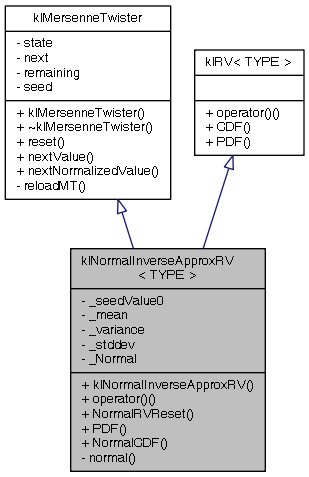 klMersenneTwister
- state
- next
- remaining
- seed
+ klMersenneTwister()
+ ~klMersenneTwister()
+ reset()
+ nextValue()
+ nextNormalizedValue()
- reloadMT()
klRV< TYPE >
+ operator()()
+ CDF()
+ PDF()
klNormalInverseApproxRV
< TYPE >
- _seedValue0
- _mean
- _variance
- _stddev
- _Normal
+ klNormalInverseApproxRV()
+ operator()()
+ NormalRVReset()
+ PDF()
+ NormalCDF()
- normal()